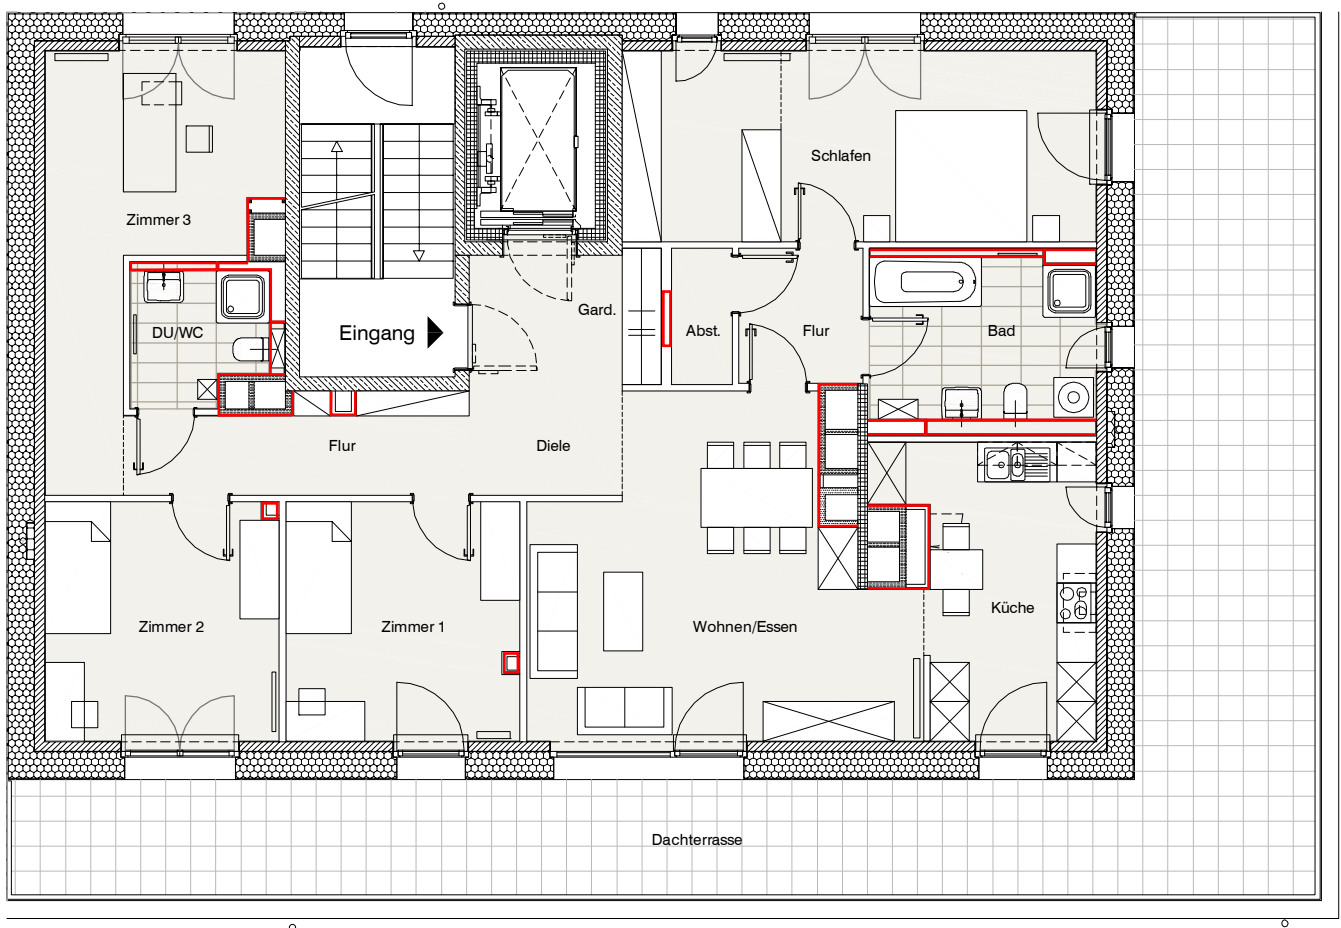 Schlafen
Zimmer 3
Gard.
DU/WC
Eingang
Abst.
Flur
Bad
Flur
Diele
Küche
Zimmer 2
Zimmer 1
Wohnen/Essen
Dachterrasse